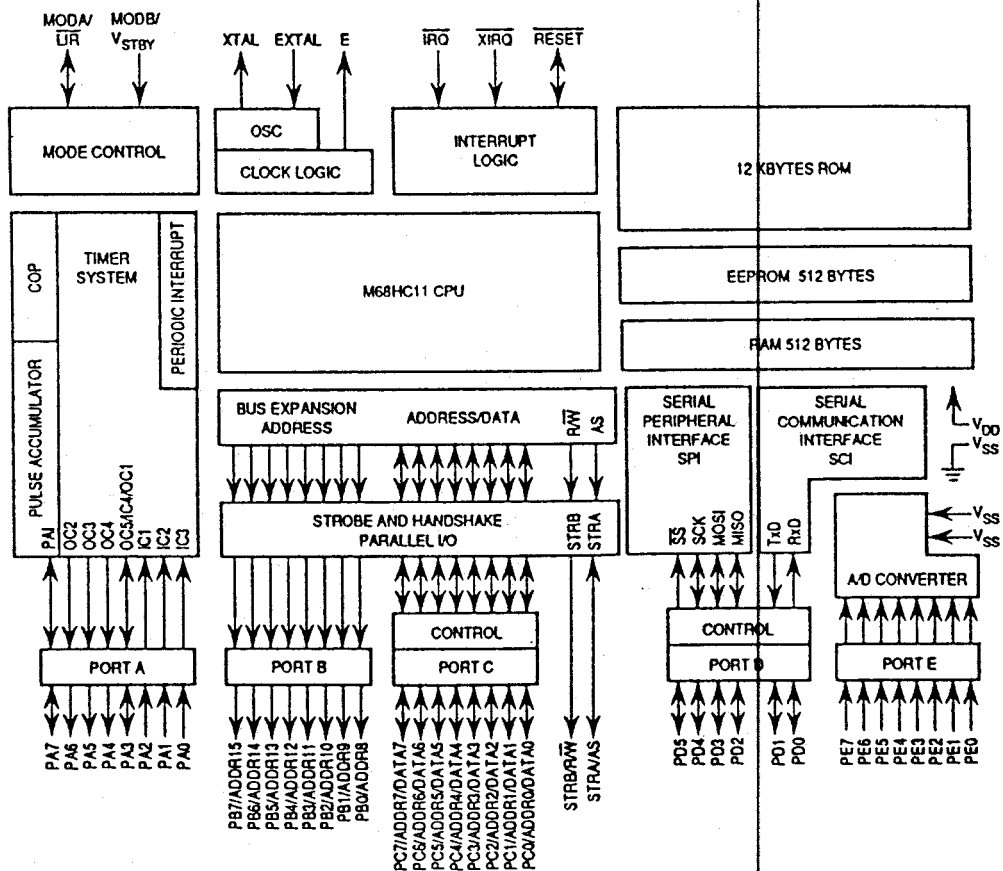 MODA/
LIR
MODB/
VSTBY
XTAL EXTAL E
IRQ XIRQ RESET
MODE CONTROL
OSC
CLOCK LOGIC
INTERRUPT
LOGIC
12 KBYTES ROM
COP
TIMER
SYSTEM
PERIODIC INTERRUPT
M68HC11 CPU
EEPROM 512 BYTES
RAM 512 BYTES
PULSE ACCUMULATOR
PAI
OC2
OC3
OC4
OC5/IC4/OC1
IC1
IC2
IC3
BUS EXPANSION
ADDRESS
ADDRESS/DATA
R/W
AS
STROBE AND HANDSHAKE
PARALLEL I/O
STRB
STRA
SERIAL
PERIPHERAL
INTERFACE
SPI
SS
SCK
MOSI
MISO
SERIAL
COMMUNICATION
INTERFACE
SCI
TxD
RxD
VDD
VSS
VSS
VSS
A/D CONVERTER
CONTROL
CONTROL
PORT A
PORT B
PORT C
PORT D
PORT E
PA7
PA6
PA5
PA4
PA3
PA2
PA1
PA0
PB7/ADDR15
PB6/ADDR14
PB5/ADDR13
PB4/ADDR12
PB3/ADDR11
PB2/ADDR10
PB1/ADDR9
PB0/ADDR8
PC7/ADDR7/DATA7
PC6/ADDR6/DATA6
PC5/ADDR5/DATA5
PC4/ADDR4/DATA4
PC3/ADDR3/DATA3
PC2/ADDR2/DATA2
PC1/ADDR1/DATA1
PC0/ADDR0/DATA0
STRB/R/W
STRA/AS
PD5
PD4
PD3
PD2
PD1
PD0
PE7
PE6
PE5
PE4
PE3
PE2
PE1
PE0